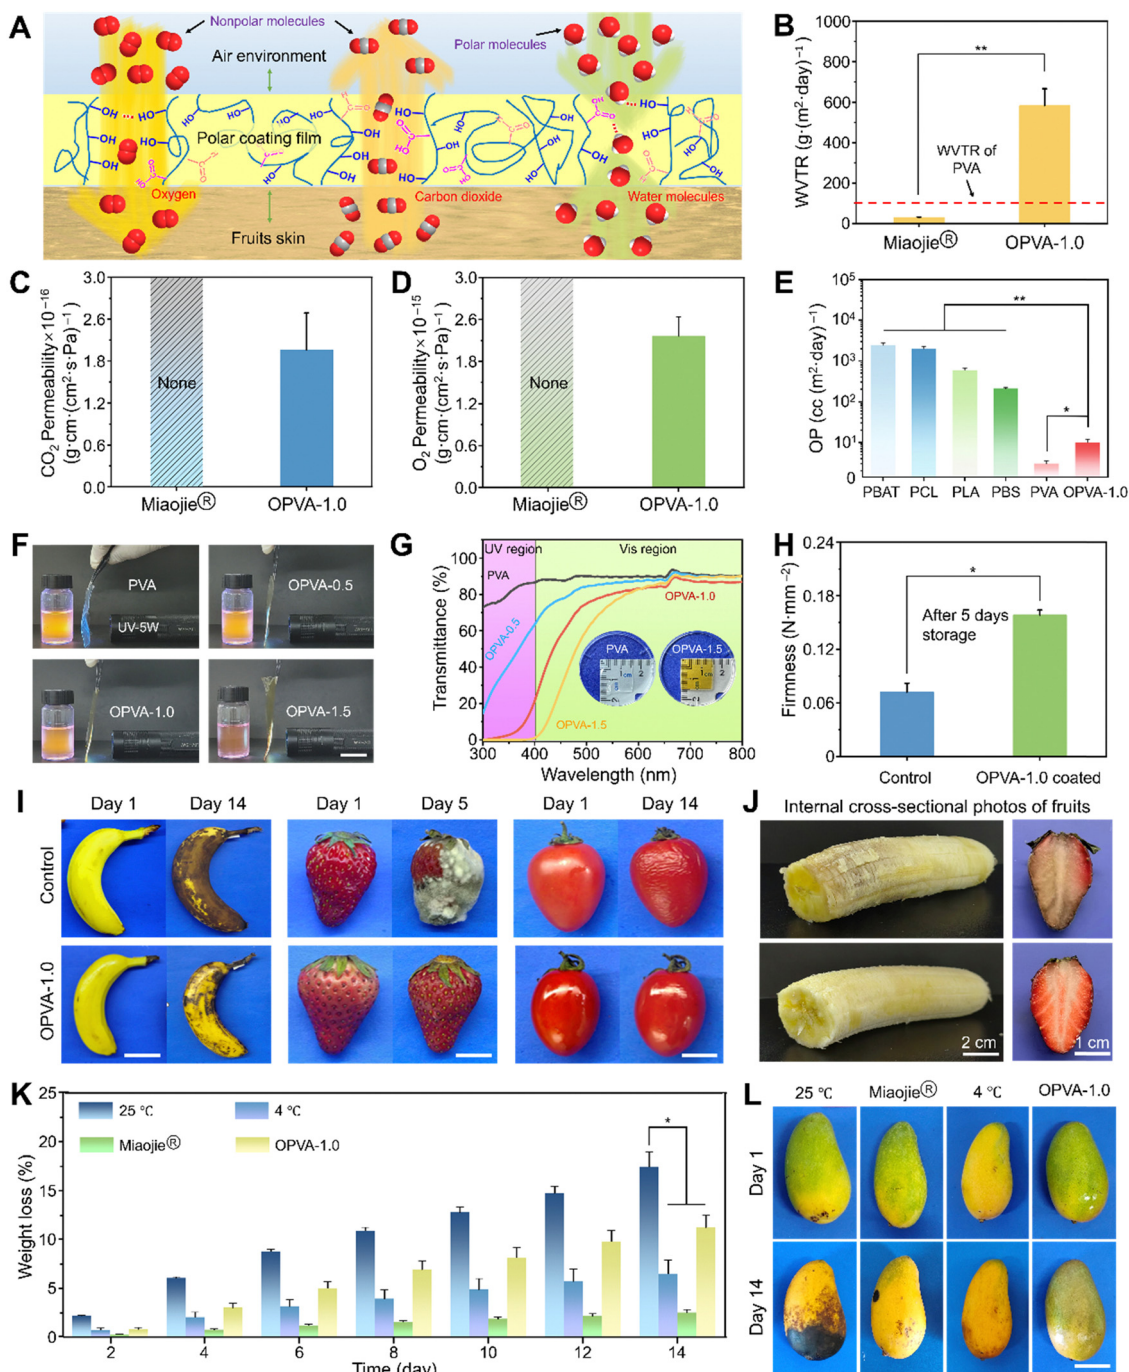 A
Nonpolar molecules
Polar molecules
Air environment
OH
HO
Polar coating film
Oxygen
Carbon dioxide
Water molecules
Fruits skin
B
WVTR (g·(m²·day)⁻¹
1000
800
600
400
200
0
**
WVTR of
PVA
Miaojie®
OPVA-1.0
C
CO₂ Permeability×10⁻¹⁶
(g·cm·(cm²·s·Pa)⁻¹
3.0
2.6
1.8
1.2
0.6
0.0
None
Miaojie®
OPVA-1.0
D
O₂ Permeability×10⁻¹⁵
(g·cm·(cm²·s·Pa)⁻¹
3.0
2.6
1.8
1.2
0.6
0.0
None
Miaojie®
OPVA-1.0
E
OP (cc (m²·day)⁻¹
10⁵
10⁴
10³
10²
10¹
0
**
*
PBAT
PCL
PLA
PBS
PVA
OPVA-1.0
F
PVA
UV-5W
OPVA-0.5
OPVA-1.0
OPVA-1.5
G
Transmittance (%)
100
80
60
40
20
0
UV region
Vis region
PVA
OPVA-0.5
OPVA-1.0
OPVA-1.5
PVA
OPVA-1.5
300 400 500 600 700 800
Wavelength (nm)
H
Firmness (N·mm⁻²)
0.24
0.18
0.12
0.06
0.00
*
After 5 days
storage
Control
OPVA-1.0 coated
I
Day 1 Day 14 Day 1 Day 5 Day 1 Day 14
Control
OPVA-1.0
J
Internal cross-sectional photos of fruits
2 cm
1 cm
K
Weight loss (%)
25
20
15
10
5
0
25 °C
4 °C
Miaojie®
OPVA-1.0
*
2 4 6 8 10 12 14
Time (day)
L
25 °C Miaojie® 4 °C OPVA-1.0
Day 1
Day 14